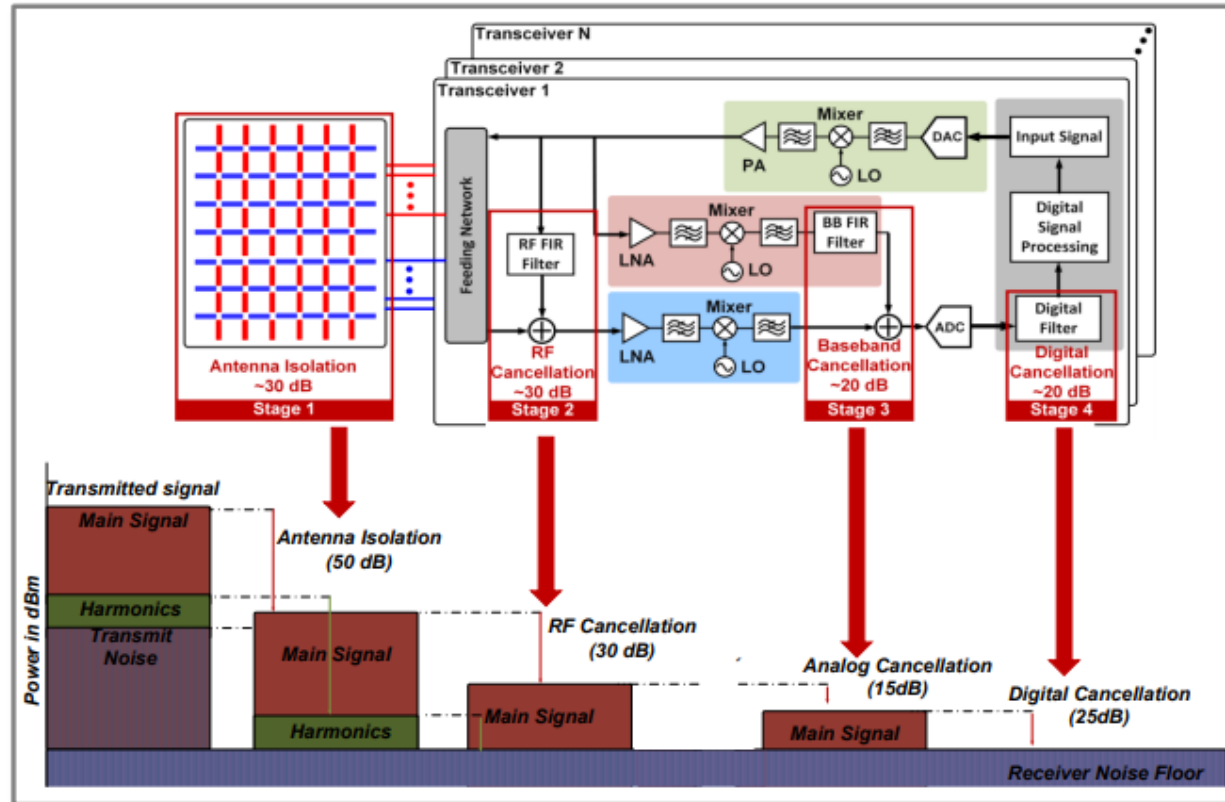 Transceiver N
Transceiver 2
Transceiver 1
Mixer
PA
LO
DAC
Input Signal
Feeding Network
RF FIR
Filter
Mixer
LNA
LO
BB FIR
Filter
Digital
Signal
Processing
Mixer
LNA
LO
ADC
Digital
Filter
Antenna Isolation
~30 dB
Stage 1
RF
Cancellation
~30 dB
Stage 2
Baseband
Cancellation
~20 dB
Stage 3
Digital
Cancellation
~20 dB
Stage 4
Power in dBm
Transmitted signal
Main Signal
Harmonics
Transmit
Noise
Antenna Isolation
(50 dB)
Main Signal
Harmonics
RF Cancellation
(30 dB)
Main Signal
Analog Cancellation
(15dB)
Main Signal
Digital Cancellation
(25dB)
Receiver Noise Floor